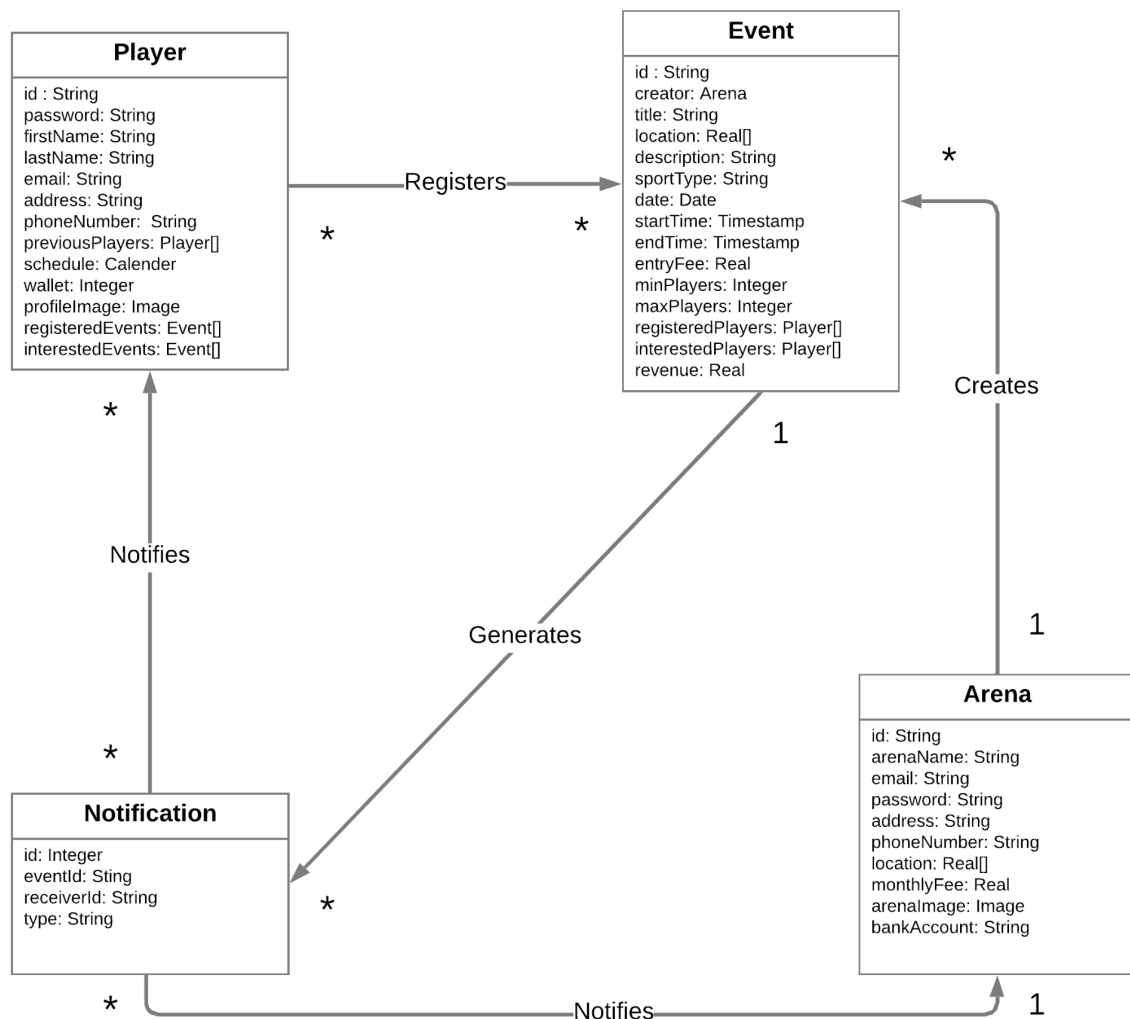 Player
id : String
password: String
firstName: String
lastName: String
email: String
address: String
phoneNumber:  String
previousPlayers: Player[]
schedule: Calender
wallet: Integer
profileImage: Image
registeredEvents: Event[]
interestedEvents: Event[]
Registers
*
*
Event
id : String
creator: Arena
title: String
location: Real[]
description: String
sportType: String
date: Date
startTime: Timestamp
endTime: Timestamp
entryFee: Real
minPlayers: Integer
maxPlayers: Integer
registeredPlayers: Player[]
interestedPlayers: Player[]
revenue: Real
*
Creates
1
*
Notifies
*
1
Generates
*
Notification
id: Integer
eventId: Sting
receiverId: String
type: String
Arena
id: String
arenaName: String
email: String
password: String
address: String
phoneNumber: String
location: Real[]
monthlyFee: Real
arenaImage: Image
bankAccount: String
*
Notifies
1